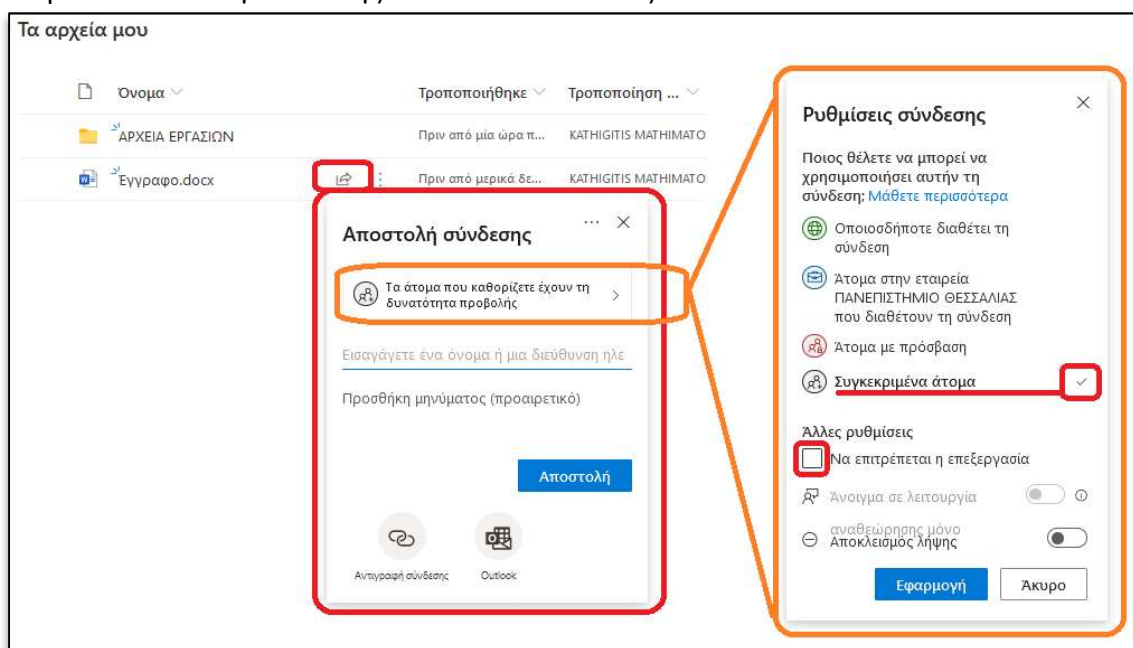 Τα αρχεία μου
Όνομα Τροποποιήθηκε Τροποποίηση ...
ΑΡΧΕΙΑ ΕΡΓΑΣΙΩΝ Πριν από μία ώρα π... KATHIGITIS MATHIMATO
Έγγραφο.docx Πριν από μερικά δε... KATHIGITIS MATHIMATO
Αποστολή σύνδεσης
Τα άτομα που καθορίζετε έχουν τη
δυνατότητα προβολής
Εισαγάγετε ένα όνομα ή μια διεύθυνση ηλε
Προσθήκη μηνύματος (προαιρετικό)
Αποστολή
Αντιγραφή σύνδεσης Outlook
Ρυθμίσεις σύνδεσης
Ποιος θέλετε να μπορεί να
χρησιμοποιήσει αυτήν τη
σύνδεση; Μάθετε περισσότερα
Οποιοσδήποτε διαθέτει τη
σύνδεση
Άτομα στην εταιρεία
ΠΑΝΕΠΙΣΤΗΜΙΟ ΘΕΣΣΑΛΙΑΣ
που διαθέτουν τη σύνδεση
Άτομα με πρόσβαση
Συγκεκριμένα άτομα
Άλλες ρυθμίσεις
Να επιτρέπεται η επεξεργασία
Άνοιγμα σε λειτουργία
αναθεώρησης μόνο
Αποκλεισμός λήψης
Εφαρμογή Άκυρο